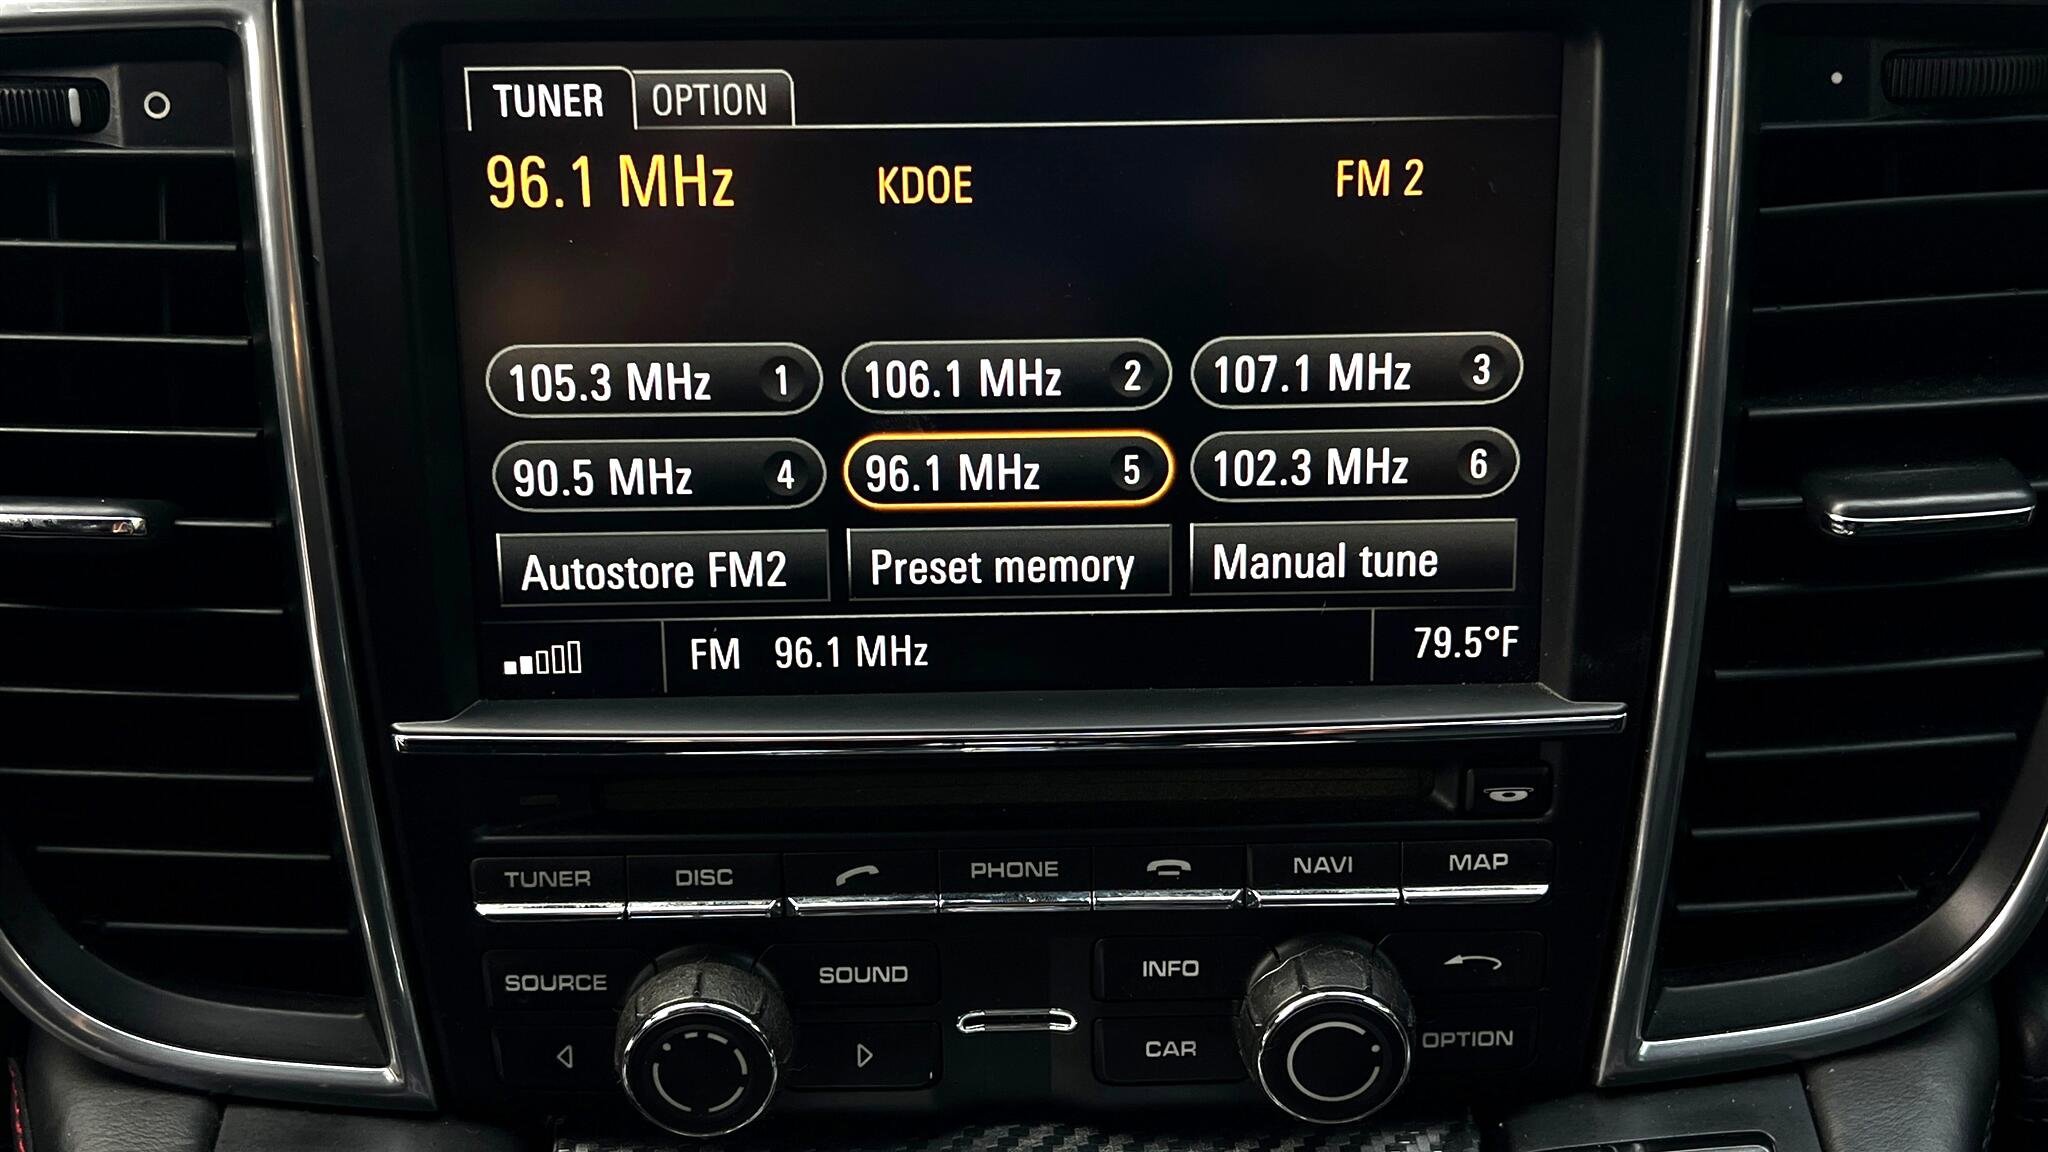 TUNER OPTION
96.1 MHz KDOE FM 2
105.3 MHz 1 106.1 MHz 2 107.1 MHz 3
90.5 MHz 4 96.1 MHz 5 102.3 MHz 6
Autostore FM2 Preset memory Manual tune
FM 96.1 MHz 79.5°F
TUNER DISC PHONE NAVI MAP
SOURCE SOUND INFO
CAR OPTION